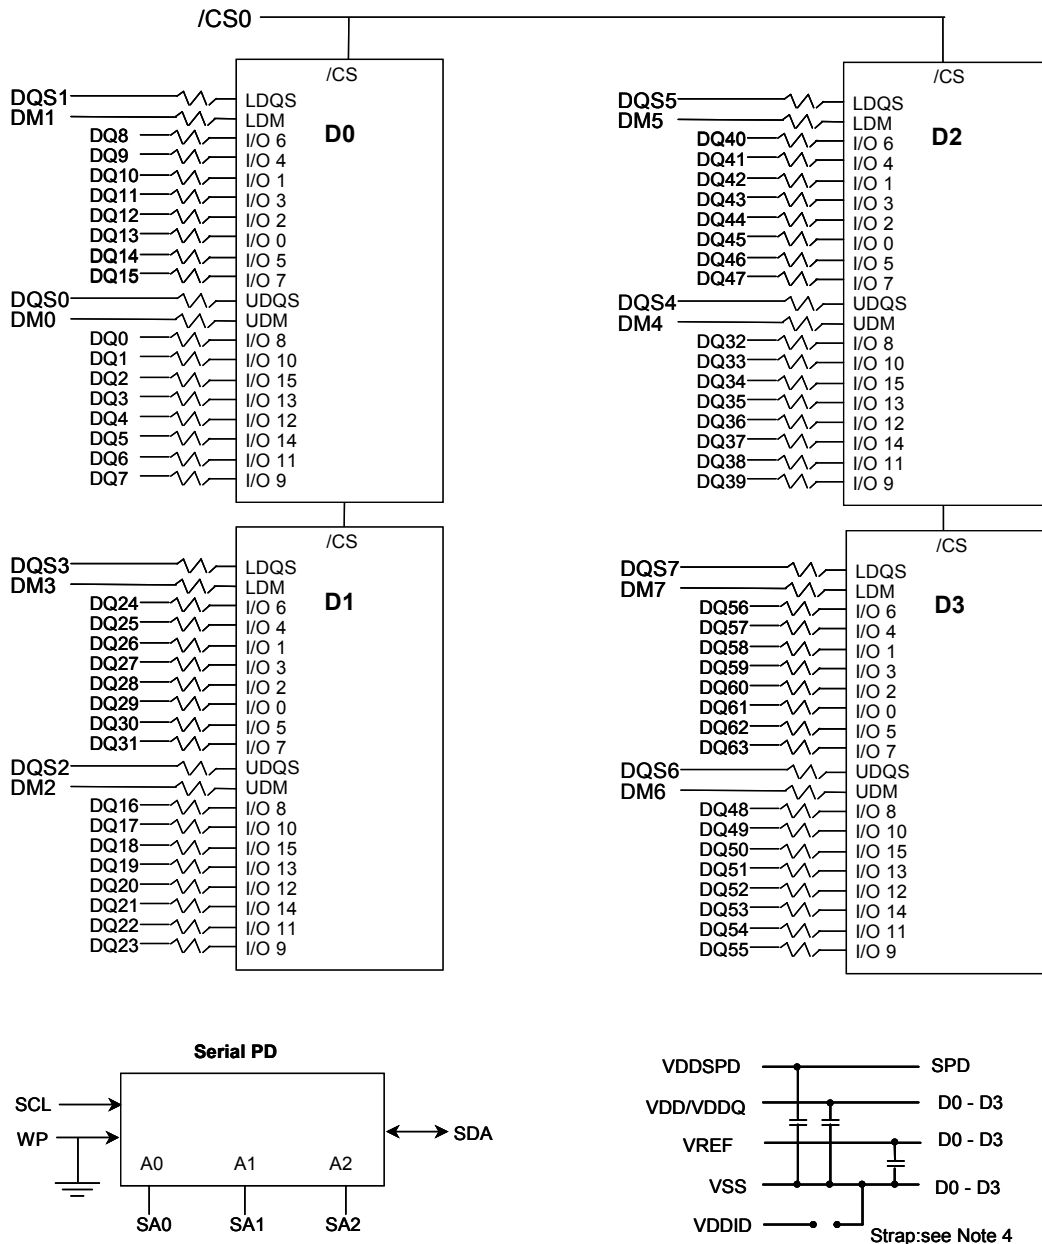 /CS0
/CS
DQS1 LDQS
DM1 LDM
D0
DQ8 I/O 6
DQ9 I/O 4
DQ10 I/O 1
DQ11 I/O 3
DQ12 I/O 2
DQ13 I/O 0
DQ14 I/O 5
DQ15 I/O 7
DQS0 UDQS
DM0 UDM
DQ0 I/O 8
DQ1 I/O 10
DQ2 I/O 15
DQ3 I/O 13
DQ4 I/O 12
DQ5 I/O 14
DQ6 I/O 11
DQ7 I/O 9
/CS
DQS5 LDQS
DM5 LDM
D2
DQ40 I/O 6
DQ41 I/O 4
DQ42 I/O 1
DQ43 I/O 3
DQ44 I/O 2
DQ45 I/O 0
DQ46 I/O 5
DQ47 I/O 7
DQS4 UDQS
DM4 UDM
DQ32 I/O 8
DQ33 I/O 10
DQ34 I/O 15
DQ35 I/O 13
DQ36 I/O 12
DQ37 I/O 14
DQ38 I/O 11
DQ39 I/O 9
/CS
DQS3 LDQS
DM3 LDM
D1
DQ24 I/O 6
DQ25 I/O 4
DQ26 I/O 1
DQ27 I/O 3
DQ28 I/O 2
DQ29 I/O 0
DQ30 I/O 5
DQ31 I/O 7
DQS2 UDQS
DM2 UDM
DQ16 I/O 8
DQ17 I/O 10
DQ18 I/O 15
DQ19 I/O 13
DQ20 I/O 12
DQ21 I/O 14
DQ22 I/O 11
DQ23 I/O 9
/CS
DQS7 LDQS
DM7 LDM
D3
DQ56 I/O 6
DQ57 I/O 4
DQ58 I/O 1
DQ59 I/O 3
DQ60 I/O 2
DQ61 I/O 0
DQ62 I/O 5
DQ63 I/O 7
DQS6 UDQS
DM6 UDM
DQ48 I/O 8
DQ49 I/O 10
DQ50 I/O 15
DQ51 I/O 13
DQ52 I/O 12
DQ53 I/O 14
DQ54 I/O 11
DQ55 I/O 9
Serial PD
SCL
WP
SDA
A0 A1 A2
SA0 SA1 SA2
VDDSPD SPD
VDD/VDDQ D0 - D3
VREF D0 - D3
VSS D0 - D3
VDDID Strap:see Note 4